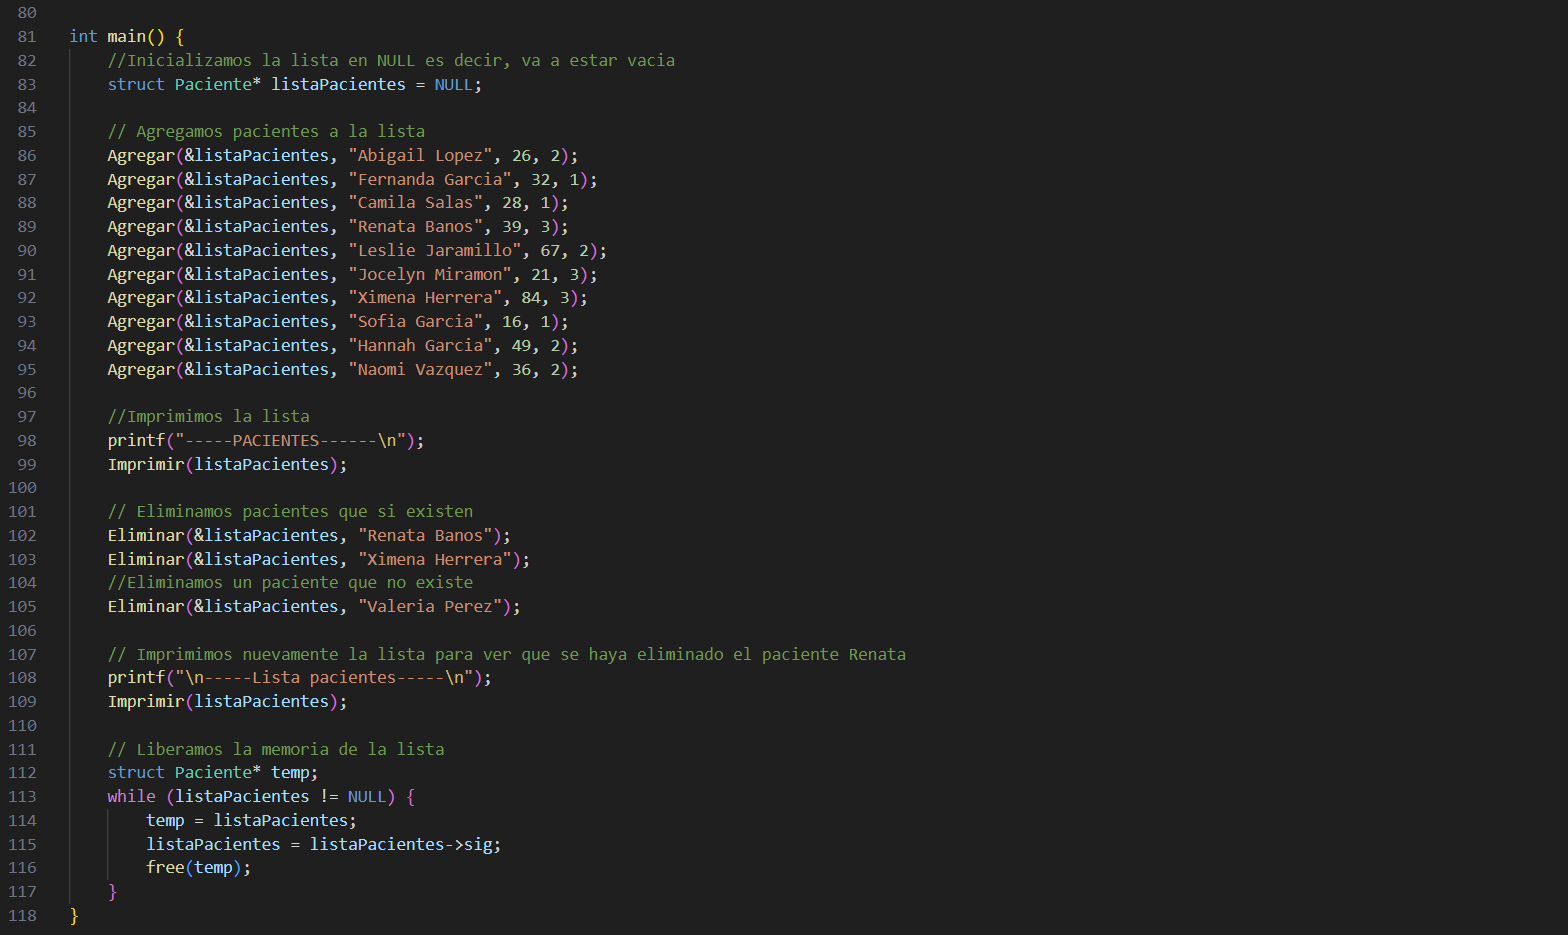 80
81 int main() {
82 //Inicializamos la lista en NULL es decir, va a estar vacia
83 struct Paciente* listaPacientes = NULL;
84
85 // Agregamos pacientes a la lista
86 Agregar(&listaPacientes, "Abigail Lopez", 26, 2);
87 Agregar(&listaPacientes, "Fernanda Garcia", 32, 1);
88 Agregar(&listaPacientes, "Camila Salas", 28, 1);
89 Agregar(&listaPacientes, "Renata Banos", 39, 3);
90 Agregar(&listaPacientes, "Leslie Jaramillo", 67, 2);
91 Agregar(&listaPacientes, "Jocelyn Miramon", 21, 3);
92 Agregar(&listaPacientes, "Ximena Herrera", 84, 3);
93 Agregar(&listaPacientes, "Sofia Garcia", 16, 1);
94 Agregar(&listaPacientes, "Hannah Garcia", 49, 2);
95 Agregar(&listaPacientes, "Naomi Vazquez", 36, 2);
96
97 //Imprimimos la lista
98 printf("-----PACIENTES------\n");
99 Imprimir(listaPacientes);
100
101 // Eliminamos pacientes que si existen
102 Eliminar(&listaPacientes, "Renata Banos");
103 Eliminar(&listaPacientes, "Ximena Herrera");
104 //Eliminamos un paciente que no existe
105 Eliminar(&listaPacientes, "Valeria Perez");
106
107 // Imprimimos nuevamente la lista para ver que se haya eliminado el paciente Renata
108 printf("\n-----Lista pacientes-----\n");
109 Imprimir(listaPacientes);
110
111 // Liberamos la memoria de la lista
112 struct Paciente* temp;
113 while (listaPacientes != NULL) {
114 temp = listaPacientes;
115 listaPacientes = listaPacientes->sig;
116 free(temp);
117 }
118 }